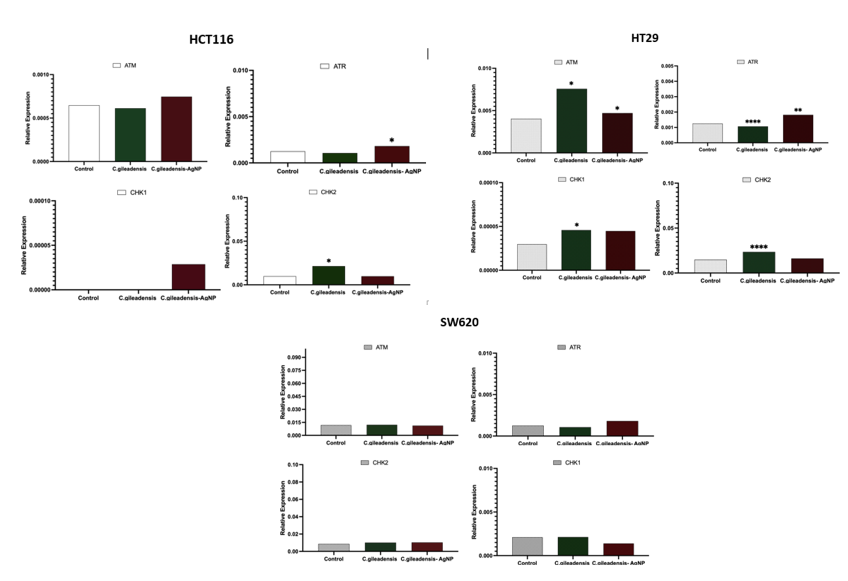 HCT116
ATM
0.0010
0.0005
0.0000
Relative Expression
Control
C.gileadensis
C.gileadensis-AgNP
ATR
0.010
0.005
0.000
Relative Expression
*
Control
C.gileadensis
C.gileadensis- AgNP
CHK1
0.00010
0.00005
0.00000
Relative Expression
Control
C.gileadensis
C.gileadensis-AgNP
CHK2
0.10
0.05
0.00
Relative Expression
*
Control
C.gileadensis
C.gileadensis-AgNP
HT29
ATM
0.010
0.005
0.000
Relative Expression
*
*
Control
C.gileadensis
C.gileadensis- AgNP
ATR
0.005
0.004
0.003
0.002
0.001
0.000
Relative Expression
****
**
Control
C.gileadensis
C.gileadensis- AgNP
CHK1
0.00010
0.00005
0.00000
Relative Expression
*
Control
C.gileadensis
C.gileadensis- AgNP
CHK2
0.10
0.05
0.00
Relative Expression
****
Control
C.gileadensis
C.gileadensis- AgNP
SW620
ATM
0.090
0.075
0.060
0.045
0.030
0.015
0.000
Relative Expression
Control
C.gileadensis
C.gileadensis- AgNP
ATR
0.010
0.005
0.000
Relative Expression
Control
C.gileadensis
C.gileadensis- AgNP
CHK2
0.10
0.08
0.06
0.04
0.02
0.00
Relative Expression
Control
C.gileadensis
C.gileadensis- AgNP
CHK1
0.010
0.005
0.000
Relative Expression
Control
C.gileadensis
C.gileadensis- AgNP